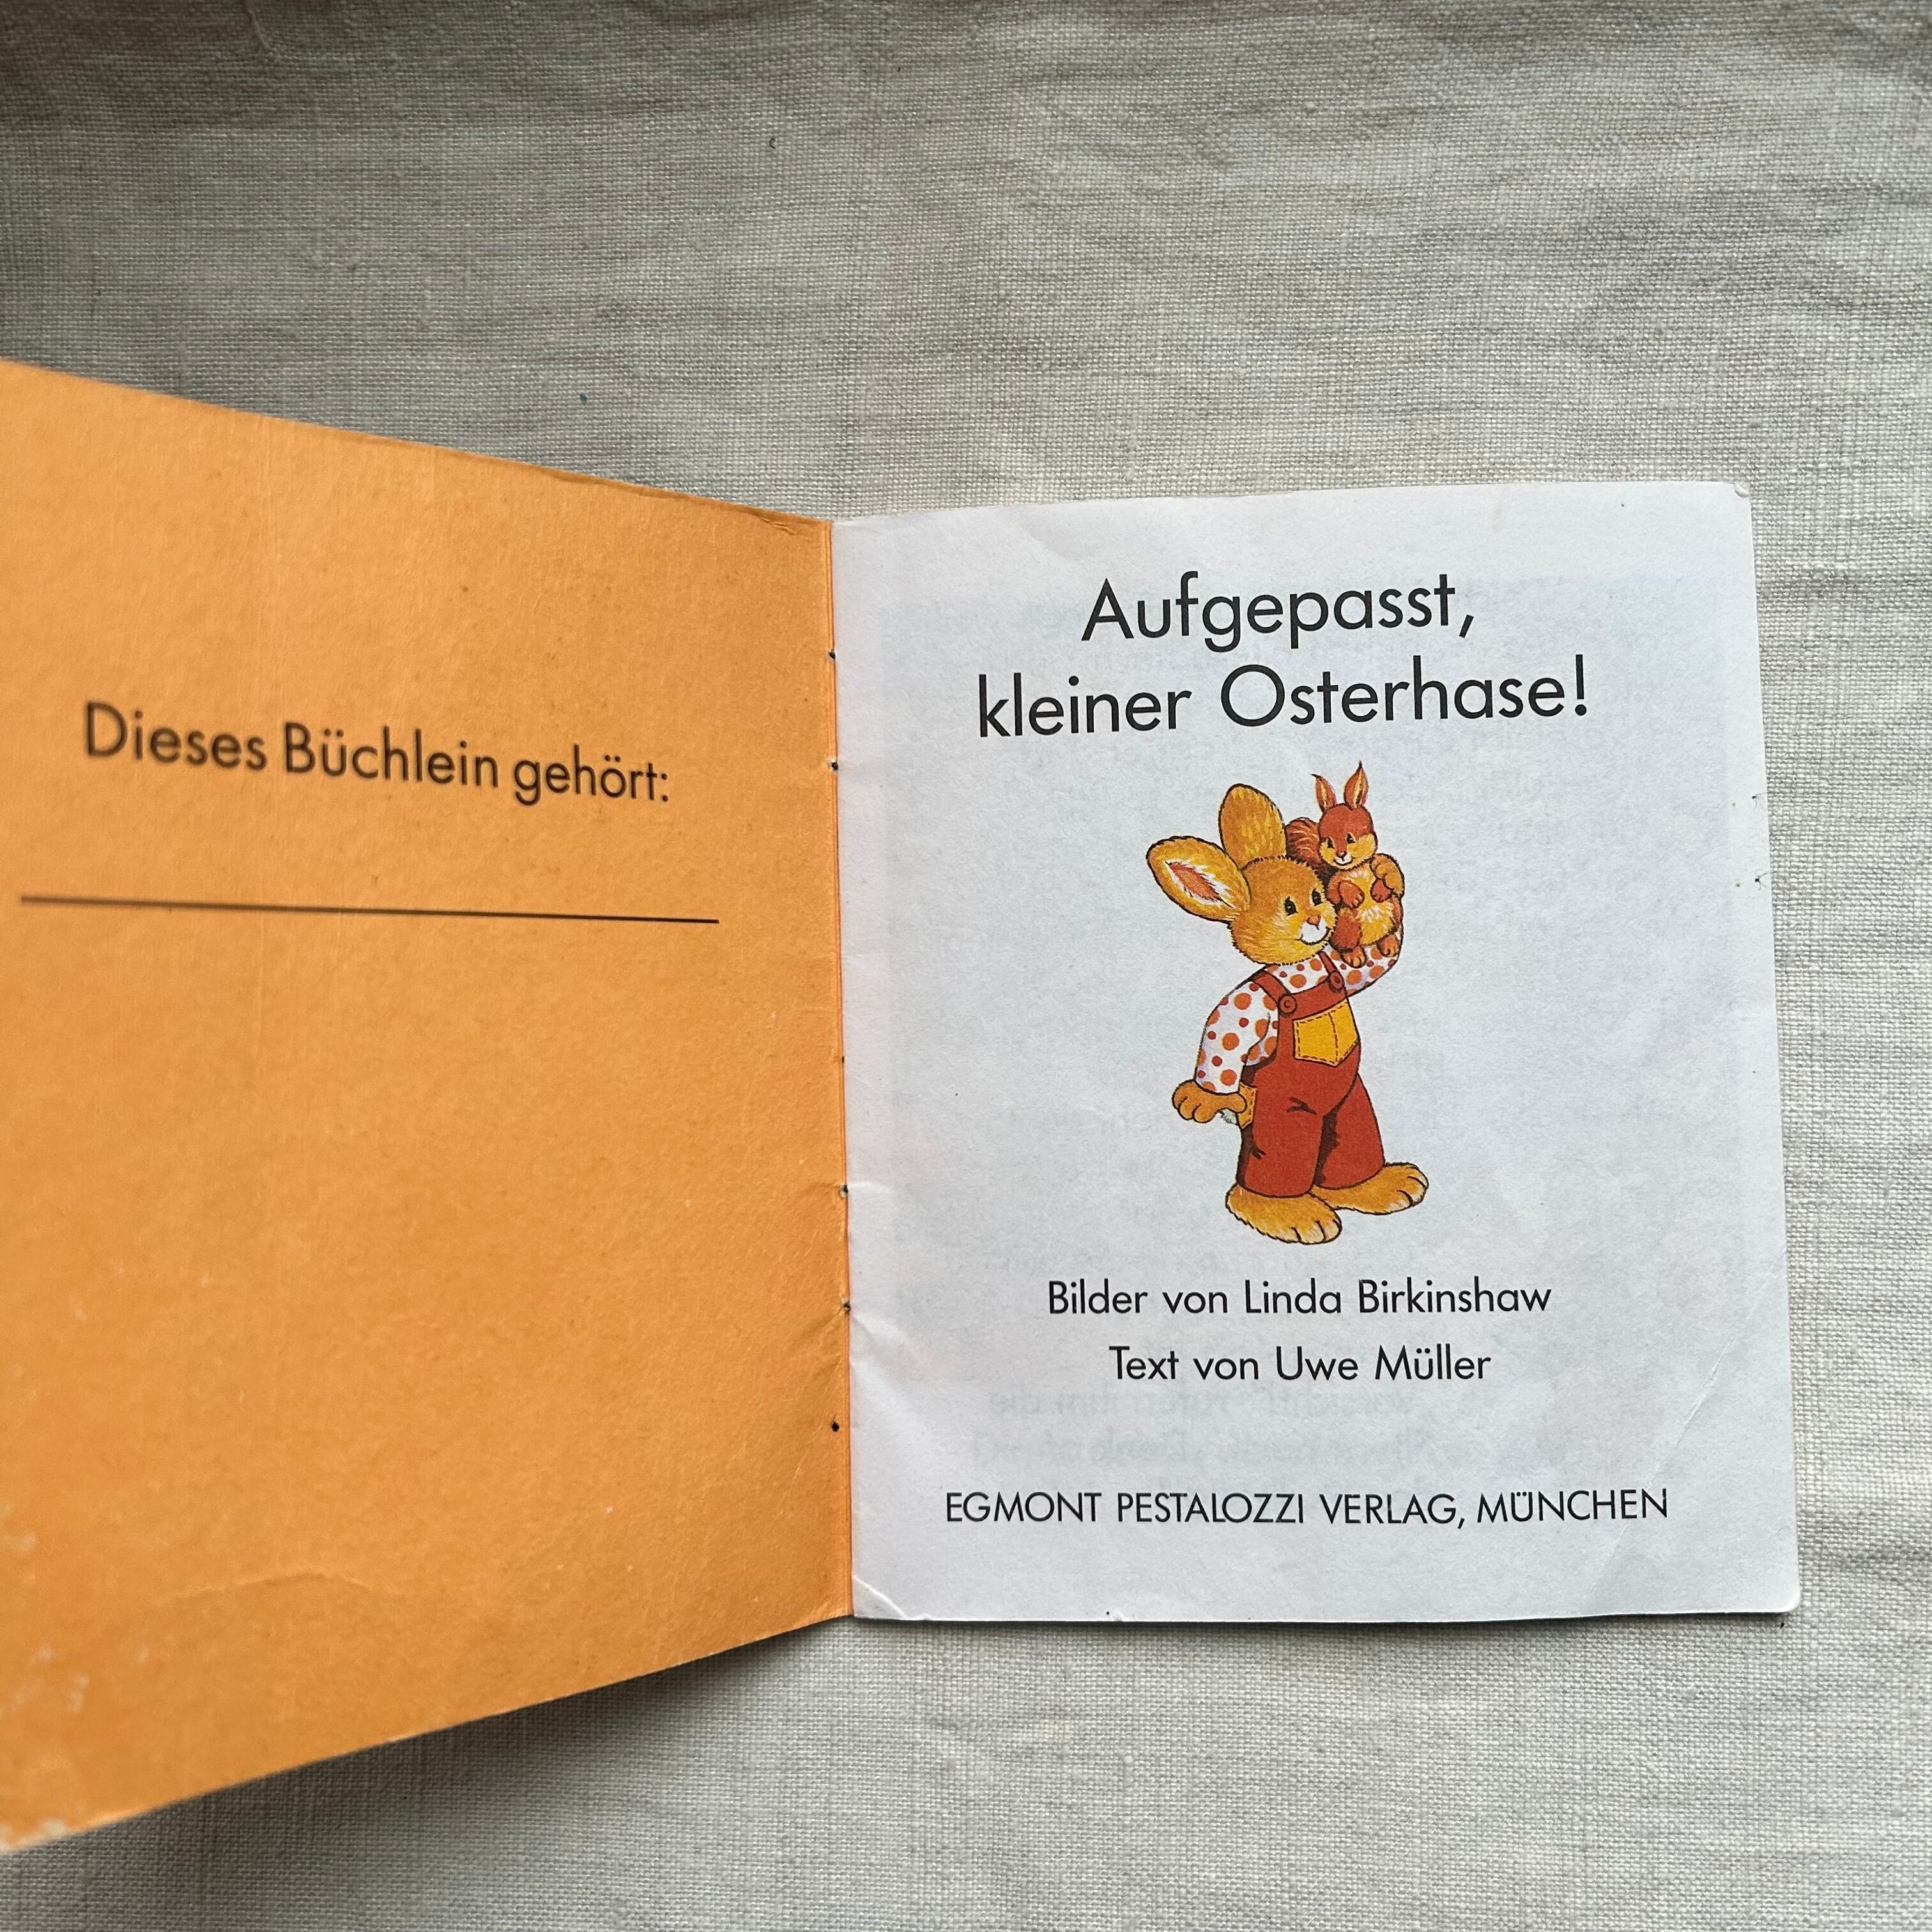 Dieses Büchlein gehört:
Aufgepasst,
kleiner Osterhase!
Bilder von Linda Birkinshaw
Text von Uwe Müller
EGMONT PESTALOZZI VERLAG, MÜNCHEN